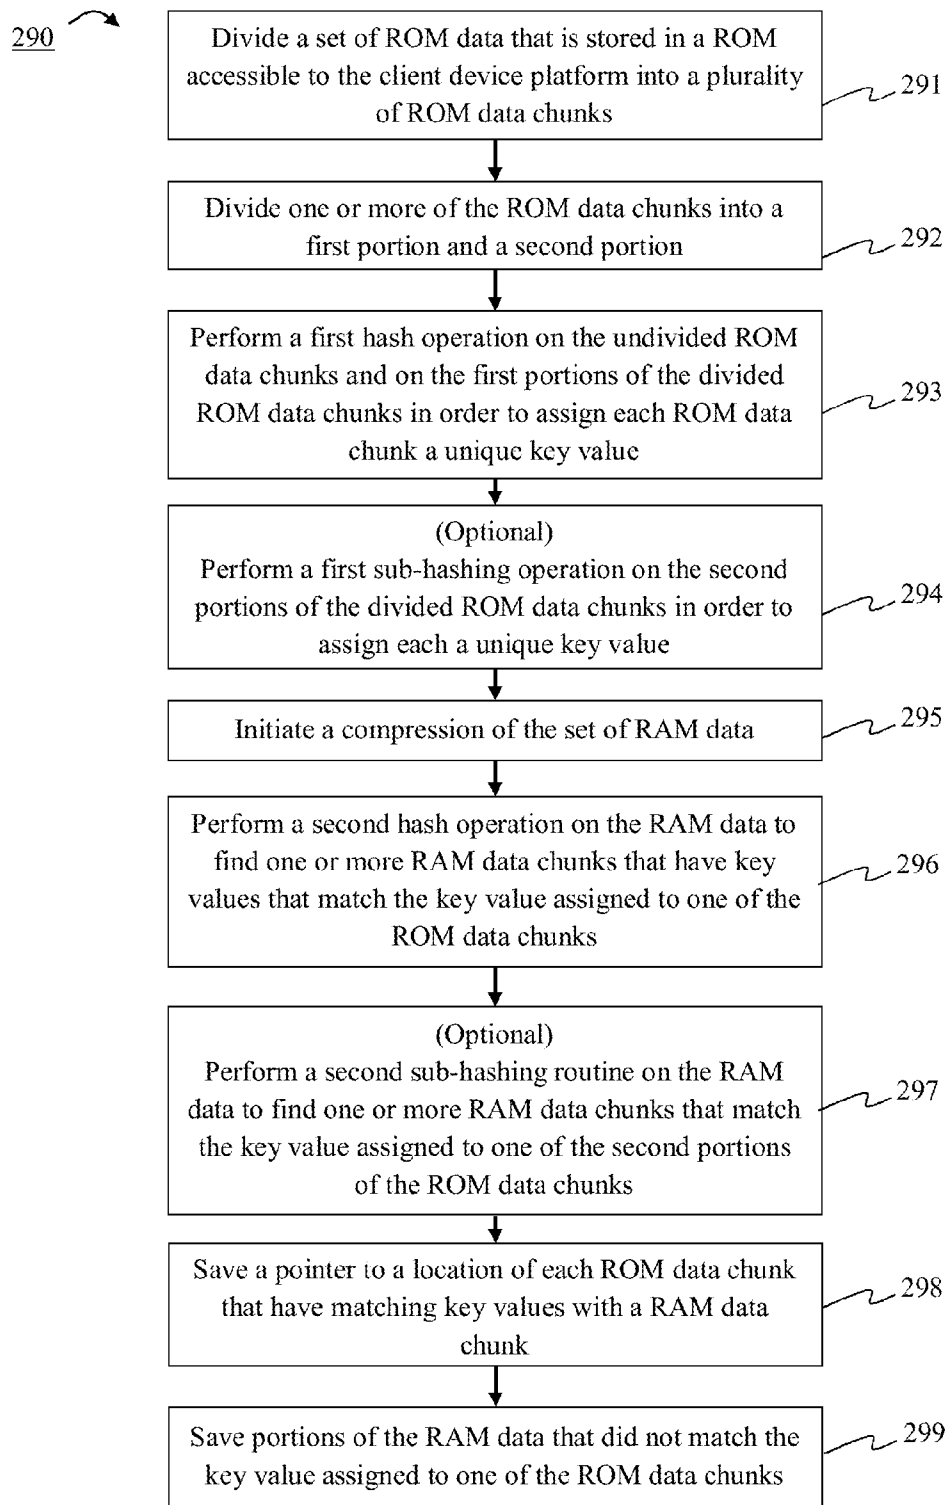 290
Divide a set of ROM data that is stored in a ROM
accessible to the client device platform into a plurality
of ROM data chunks
291
Divide one or more of the ROM data chunks into a
first portion and a second portion
292
Perform a first hash operation on the undivided ROM
data chunks and on the first portions of the divided
ROM data chunks in order to assign each ROM data
chunk a unique key value
293
(Optional)
Perform a first sub-hashing operation on the second
portions of the divided ROM data chunks in order to
assign each a unique key value
294
Initiate a compression of the set of RAM data
295
Perform a second hash operation on the RAM data to
find one or more RAM data chunks that have key
values that match the key value assigned to one of the
ROM data chunks
296
(Optional)
Perform a second sub-hashing routine on the RAM
data to find one or more RAM data chunks that match
the key value assigned to one of the second portions
of the ROM data chunks
297
Save a pointer to a location of each ROM data chunk
that have matching key values with a RAM data
chunk
298
Save portions of the RAM data that did not match the
key value assigned to one of the ROM data chunks
299